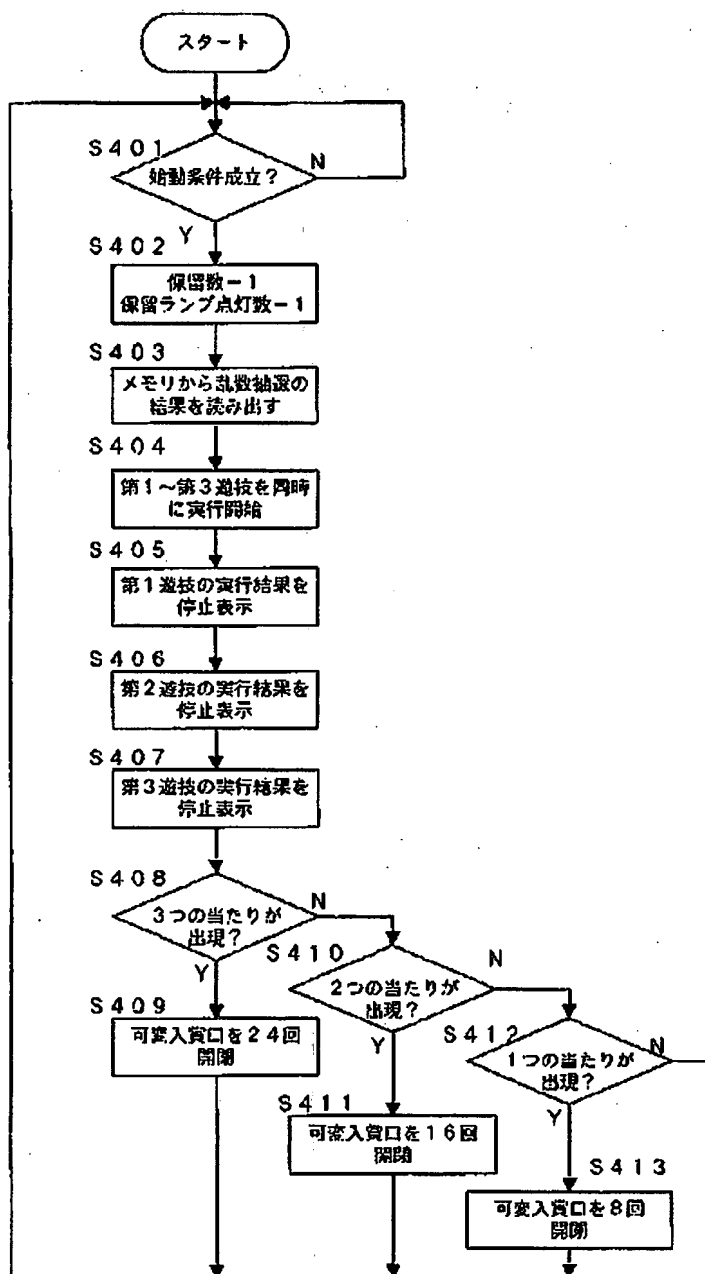 スタート
S401
始動条件成立?
N
Y
S402
保留数-1
保留ランプ点灯数-1
S403
メモリから乱数抽選の
結果を読み出す
S404
第1～第3遊技を同時
に実行開始
S405
第1遊技の実行結果を
停止表示
S406
第2遊技の実行結果を
停止表示
S407
第3遊技の実行結果を
停止表示
S408
3つの当たりが
出現?
N
Y
S409
可変入賞口を24回
開閉
S410
2つの当たりが
出現?
N
Y
S411
可変入賞口を16回
開閉
S412
1つの当たりが
出現?
N
Y
S413
可変入賞口を8回
開閉